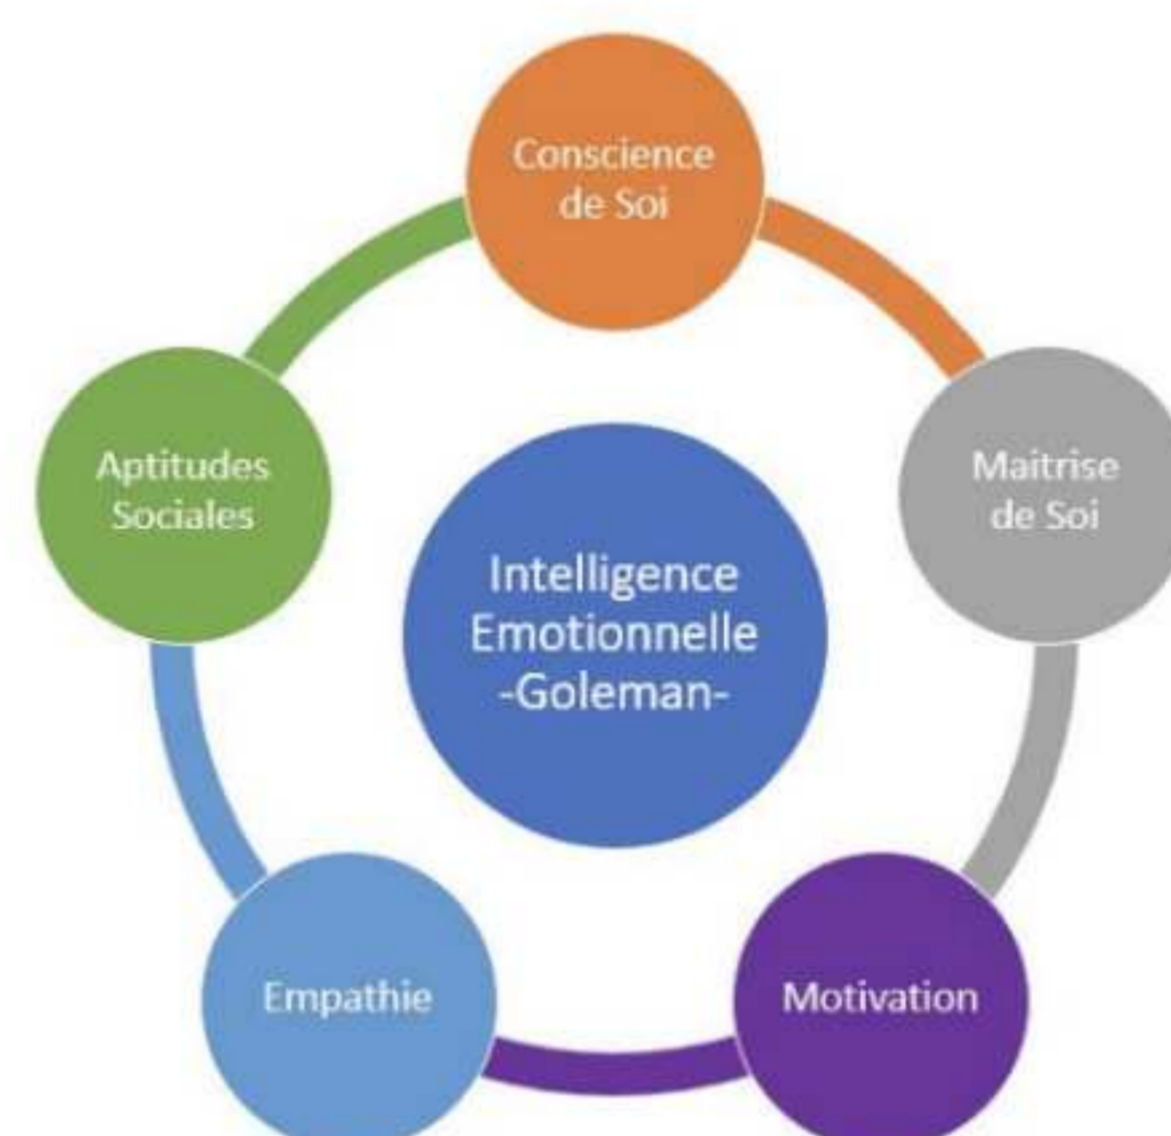 Conscience
de Soi
Aptitudes
Sociales
Maitrise
de Soi
Intelligence
Emotionnelle
-Goleman-
Empathie
Motivation